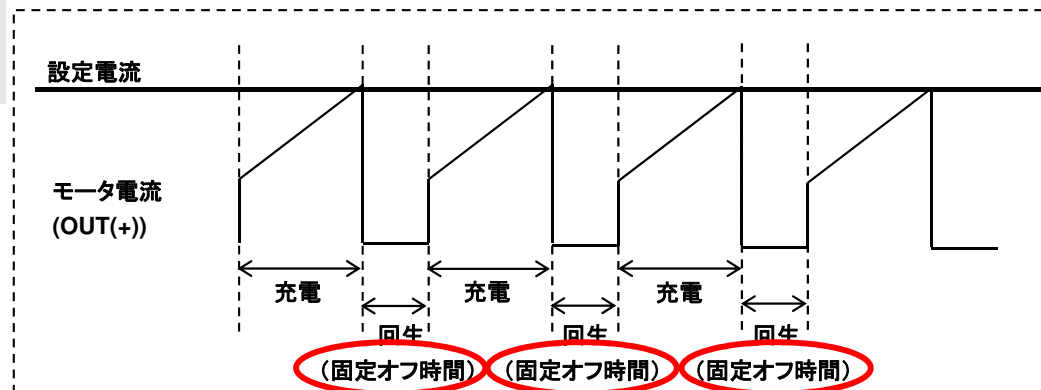 設定電流
モータ電流
(OUT(+))
充電 充電 充電
回生 回生 回生
(固定オフ時間) (固定オフ時間) (固定オフ時間)